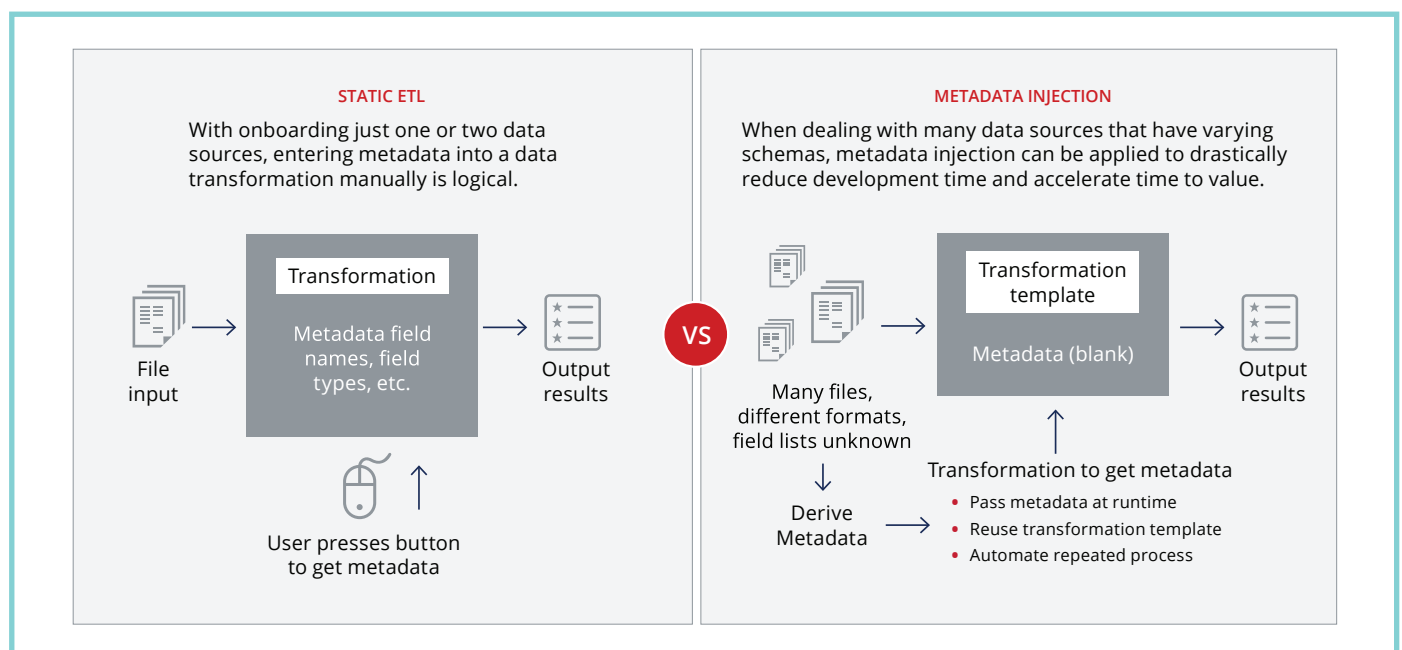 STATIC ETL
With onboarding just one or two data
sources, entering metadata into a data
transformation manually is logical.
Transformation
Metadata field
names, field
types, etc.
File
input
Output
results
User presses button
to get metadata
VS
METADATA INJECTION
When dealing with many data sources that have varying
schemas, metadata injection can be applied to drastically
reduce development time and accelerate time to value.
Transformation
template
Metadata (blank)
Many files,
different formats,
field lists unknown
Output
results
Derive
Metadata
Transformation to get metadata
• Pass metadata at runtime
• Reuse transformation template
• Automate repeated process